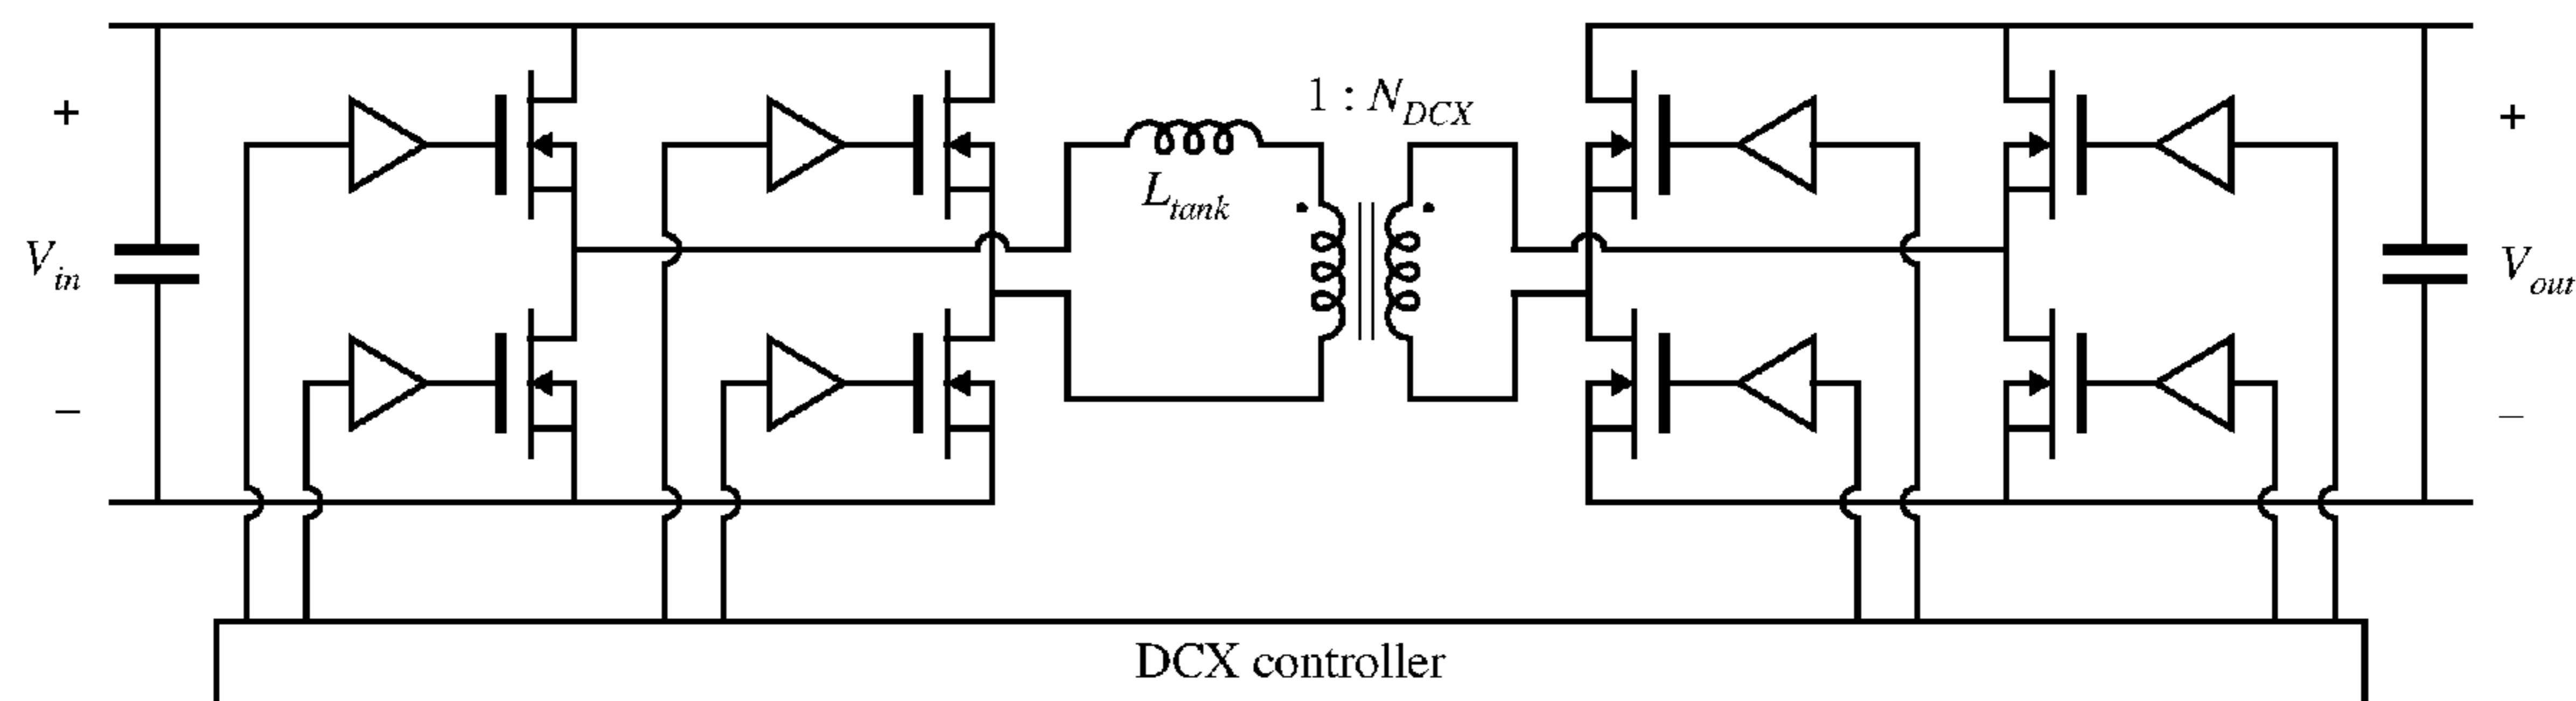 1 : N_DCX
+
+
L_tank
V_in
V_out
–
–
DCX controller